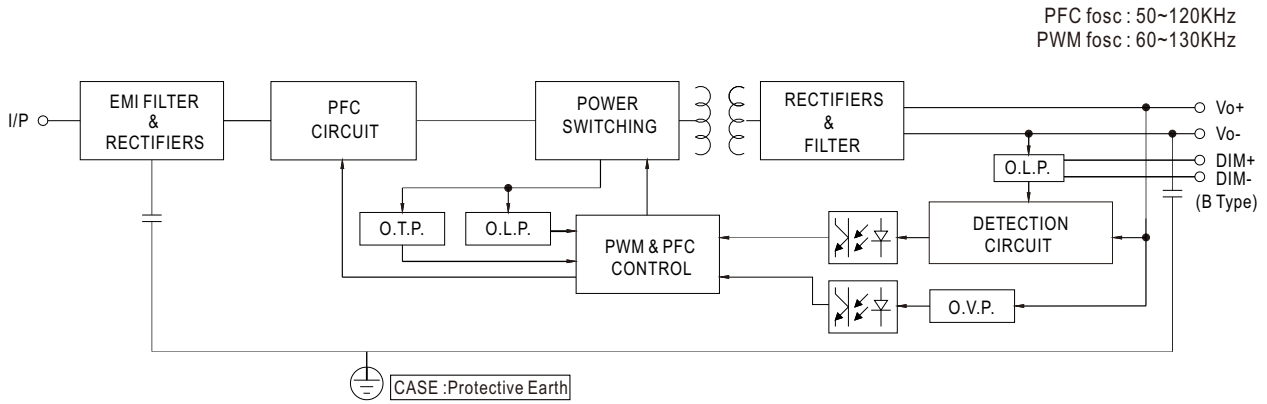 PFC fosc : 50~120KHz
PWM fosc : 60~130KHz
I/P
EMI FILTER
&
RECTIFIERS
PFC
CIRCUIT
POWER
SWITCHING
RECTIFIERS
&
FILTER
Vo+
Vo-
DIM+
DIM-
(B Type)
O.L.P.
O.T.P.
O.L.P.
PWM & PFC
CONTROL
DETECTION
CIRCUIT
O.V.P.
CASE :Protective Earth